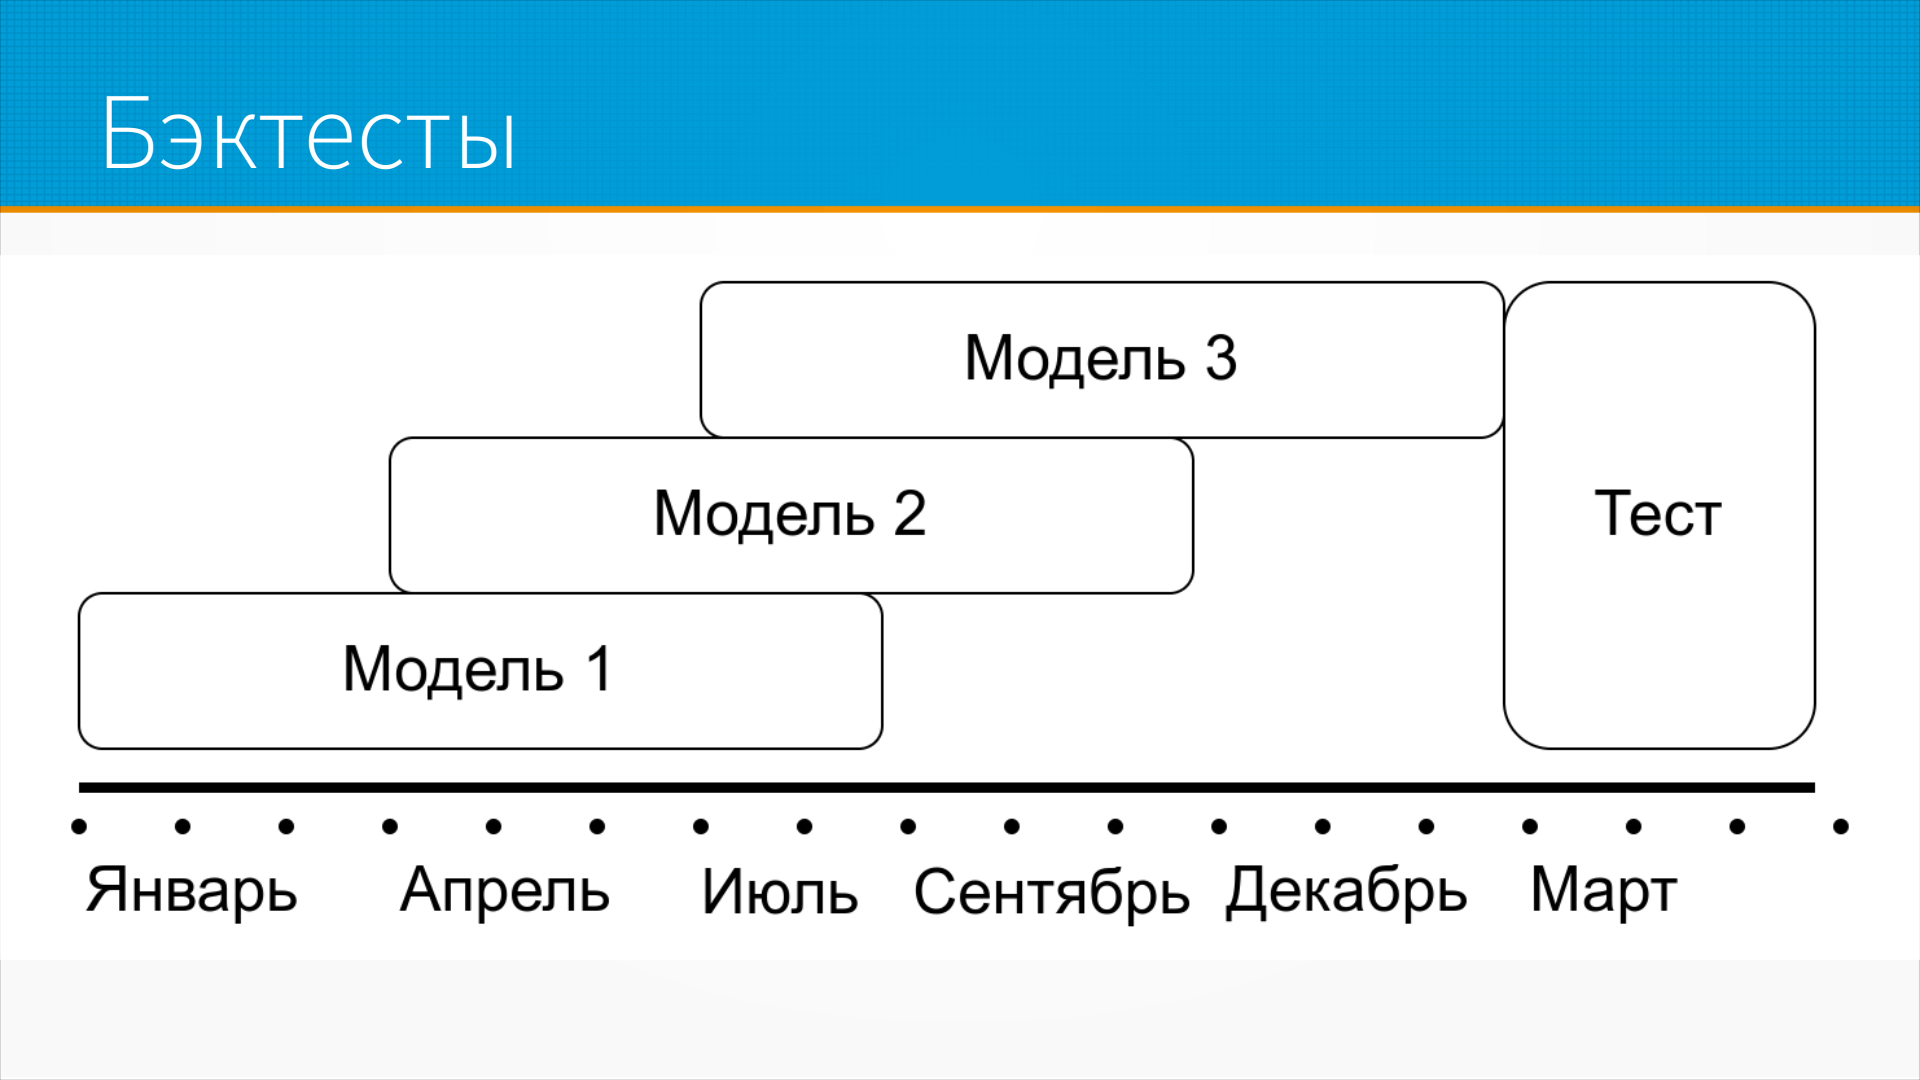 Бэктесты
Модель 3
Модель 2
Тест
Модель 1
Январь Апрель Июль Сентябрь Декабрь Март